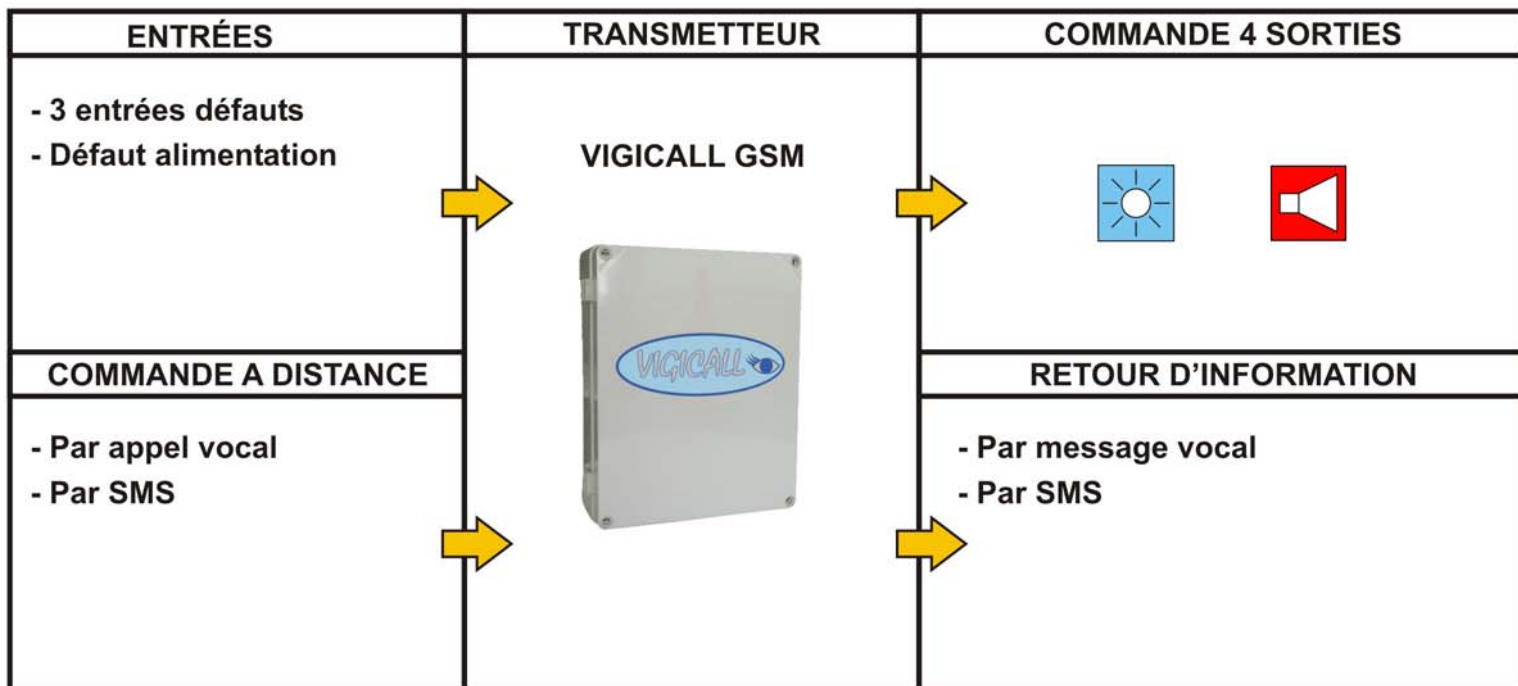 ENTRÉES
- 3 entrées défauts
- Défaut alimentation
TRANSMETTEUR
VIGICALL GSM
VIGICALL
COMMANDE 4 SORTIES
COMMANDE A DISTANCE
- Par appel vocal
- Par SMS
RETOUR D'INFORMATION
- Par message vocal
- Par SMS